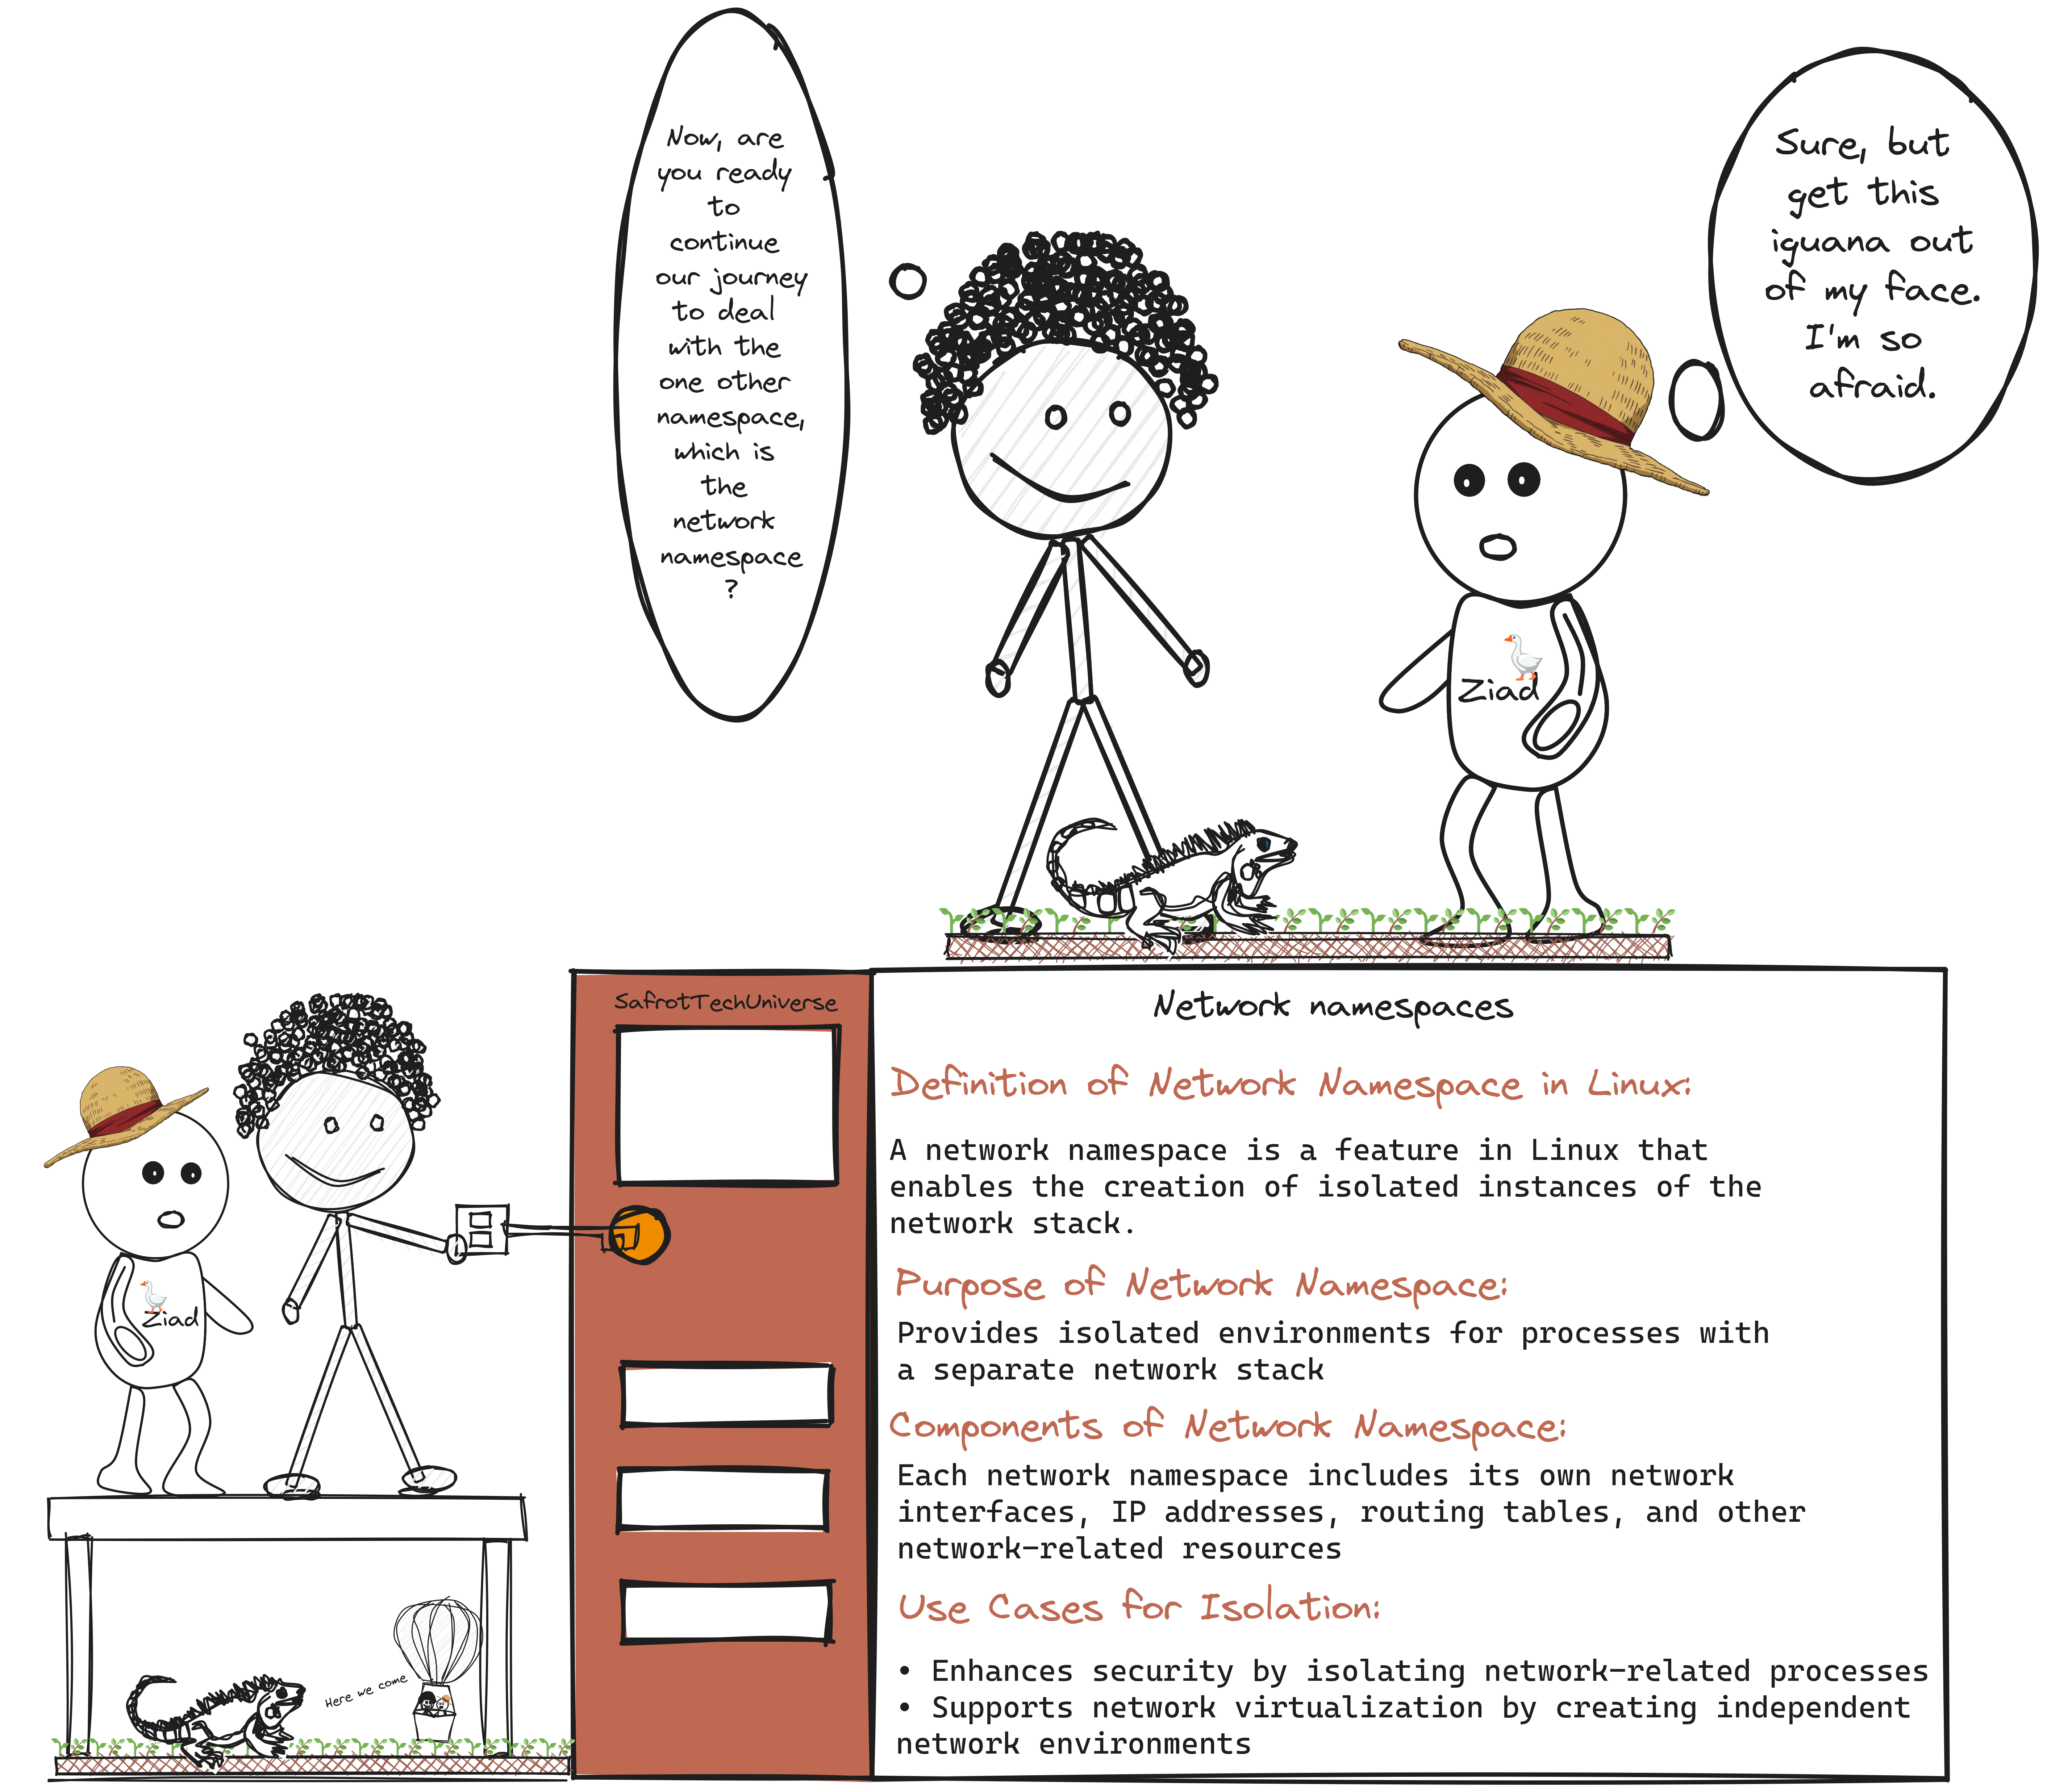 Now, are
you ready
to
continue
our journey
to deal
with the
one other
namespace,
which is
the
network
namespace
?
Sure, but
get this
iguana out
of my face.
I'm so
afraid.
Ziad
SafrotTechUniverse
Network namespaces
Definition of Network Namespace in Linux:
A network namespace is a feature in Linux that
enables the creation of isolated instances of the
network stack.
Purpose of Network Namespace:
Provides isolated environments for processes with
a separate network stack
Components of Network Namespace:
Each network namespace includes its own network
interfaces, IP addresses, routing tables, and other
network-related resources
Use Cases for Isolation:
• Enhances security by isolating network-related processes
• Supports network virtualization by creating independent
network environments
Ziad
Here we come